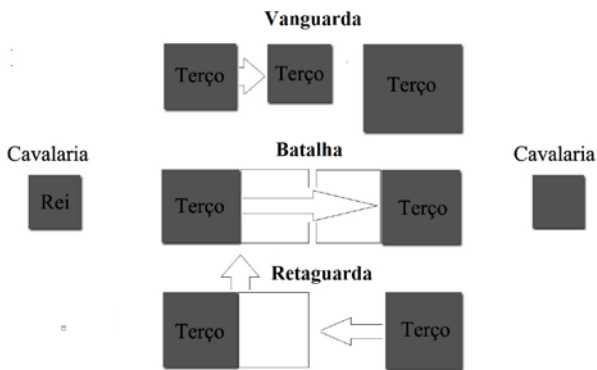 Vanguarda
Terço
Terço
Terço
Cavalaria
Batalha
Cavalaria
Rei
Terço
Terço
Retaguarda
Terço
Terço